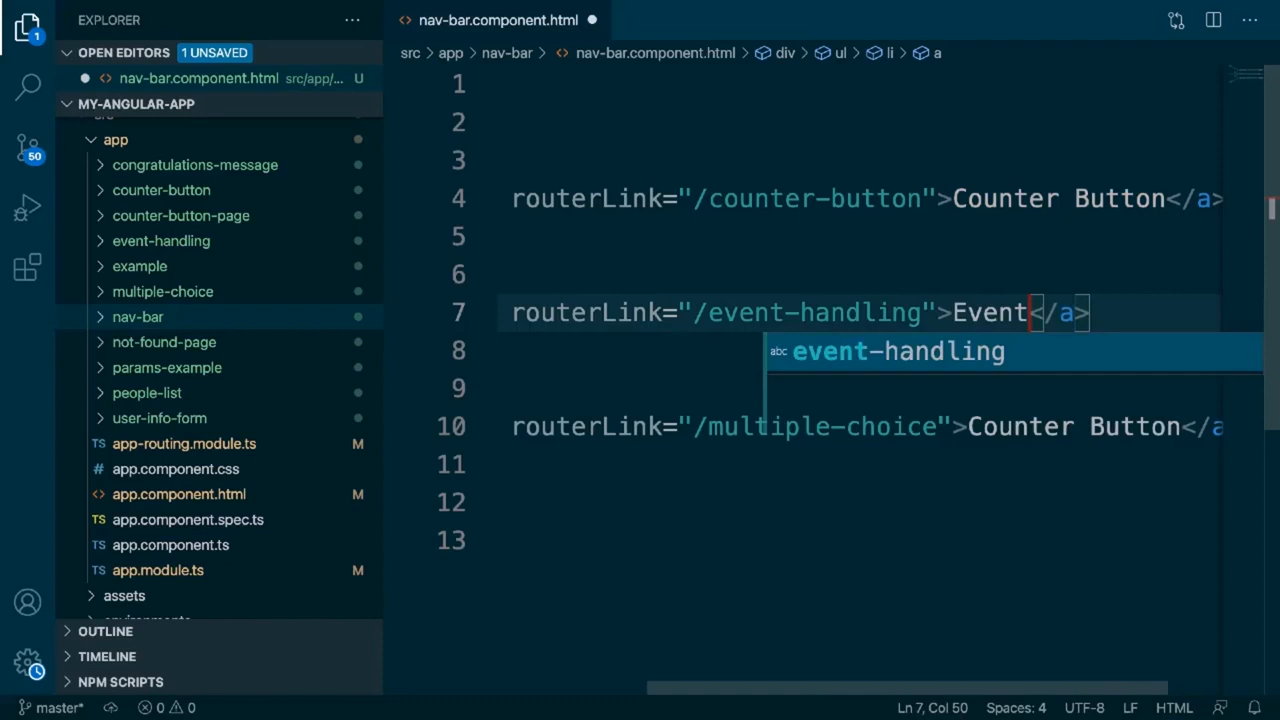 EXPLORER
nav-bar.component.html
OPEN EDITORS 1 UNSAVED
nav-bar.component.html src/app/... U
MY-ANGULAR-APP
app
congratulations-message
counter-button
counter-button-page
event-handling
example
multiple-choice
nav-bar
not-found-page
params-example
people-list
user-info-form
TS app-routing.module.ts M
# app.component.css
<> app.component.html M
TS app.component.spec.ts
TS app.component.ts
TS app.module.ts M
assets
OUTLINE
TIMELINE
NPM SCRIPTS
1
50
src > app > nav-bar > <> nav-bar.component.html > div > ul > li > a
1
2
3
4 routerLink="/counter-button">Counter Button</a>
5
6
7 routerLink="/event-handling">Event</a>
8
abc event-handling
9
10 routerLink="/multiple-choice">Counter Button</a
11
12
13
master* 0 0 Ln 7, Col 50 Spaces: 4 UTF-8 LF HTML